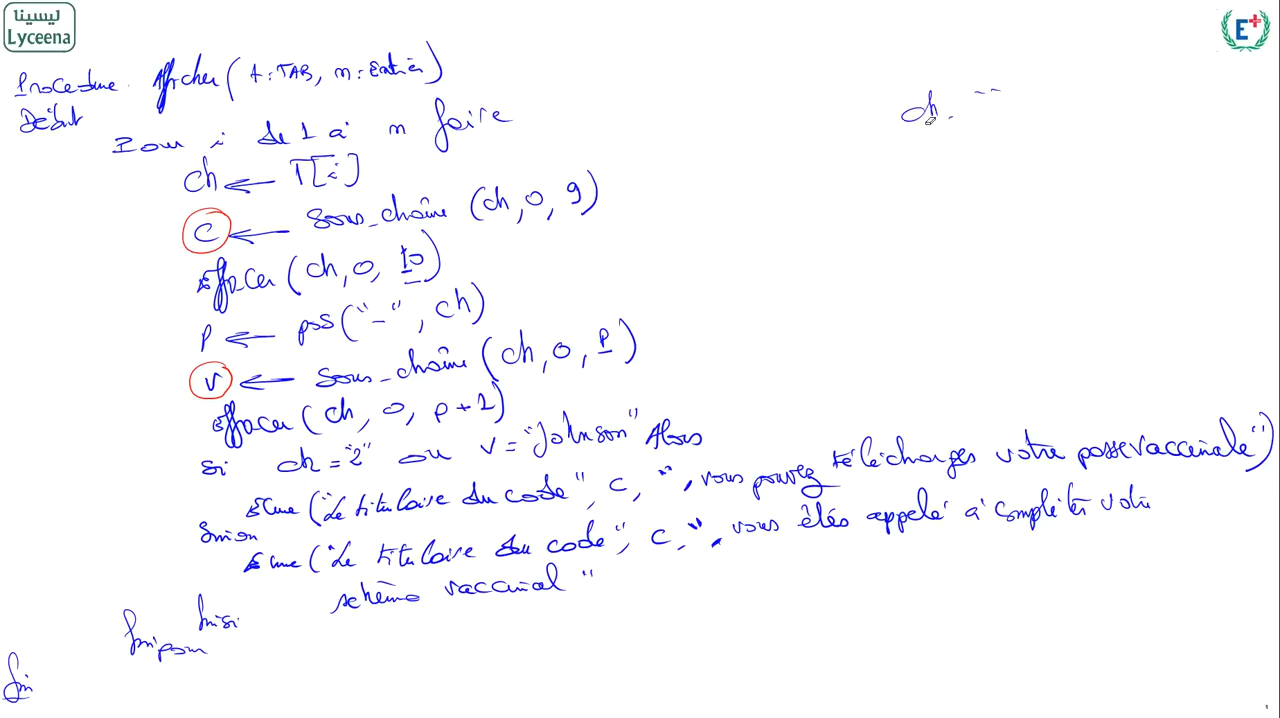 ليسينا
Lyceena
E+
Procedure Afficher (t:TAB, n:Entier)
Début
Pour i de 1 à n faire
ch ← T[i]
c ← sous_chaîne (ch, 0, 9)
Effacer (ch, 0, 10)
p ← pos("-", ch)
v ← sous_chaîne (ch, 0, p)
Effacer (ch, 0, p+1)
Si ch = "2" ou v = "Johnson" Alors
Ecrire ("Le titulaire du code", c, ", vous pouvez télécharger votre passe vaccinale")
Sinon
Ecrire ("Le titulaire du code", c, ", vous êtes appelé à compléter votre
schéma vaccinal"
finsi
finpour
fin
ch.